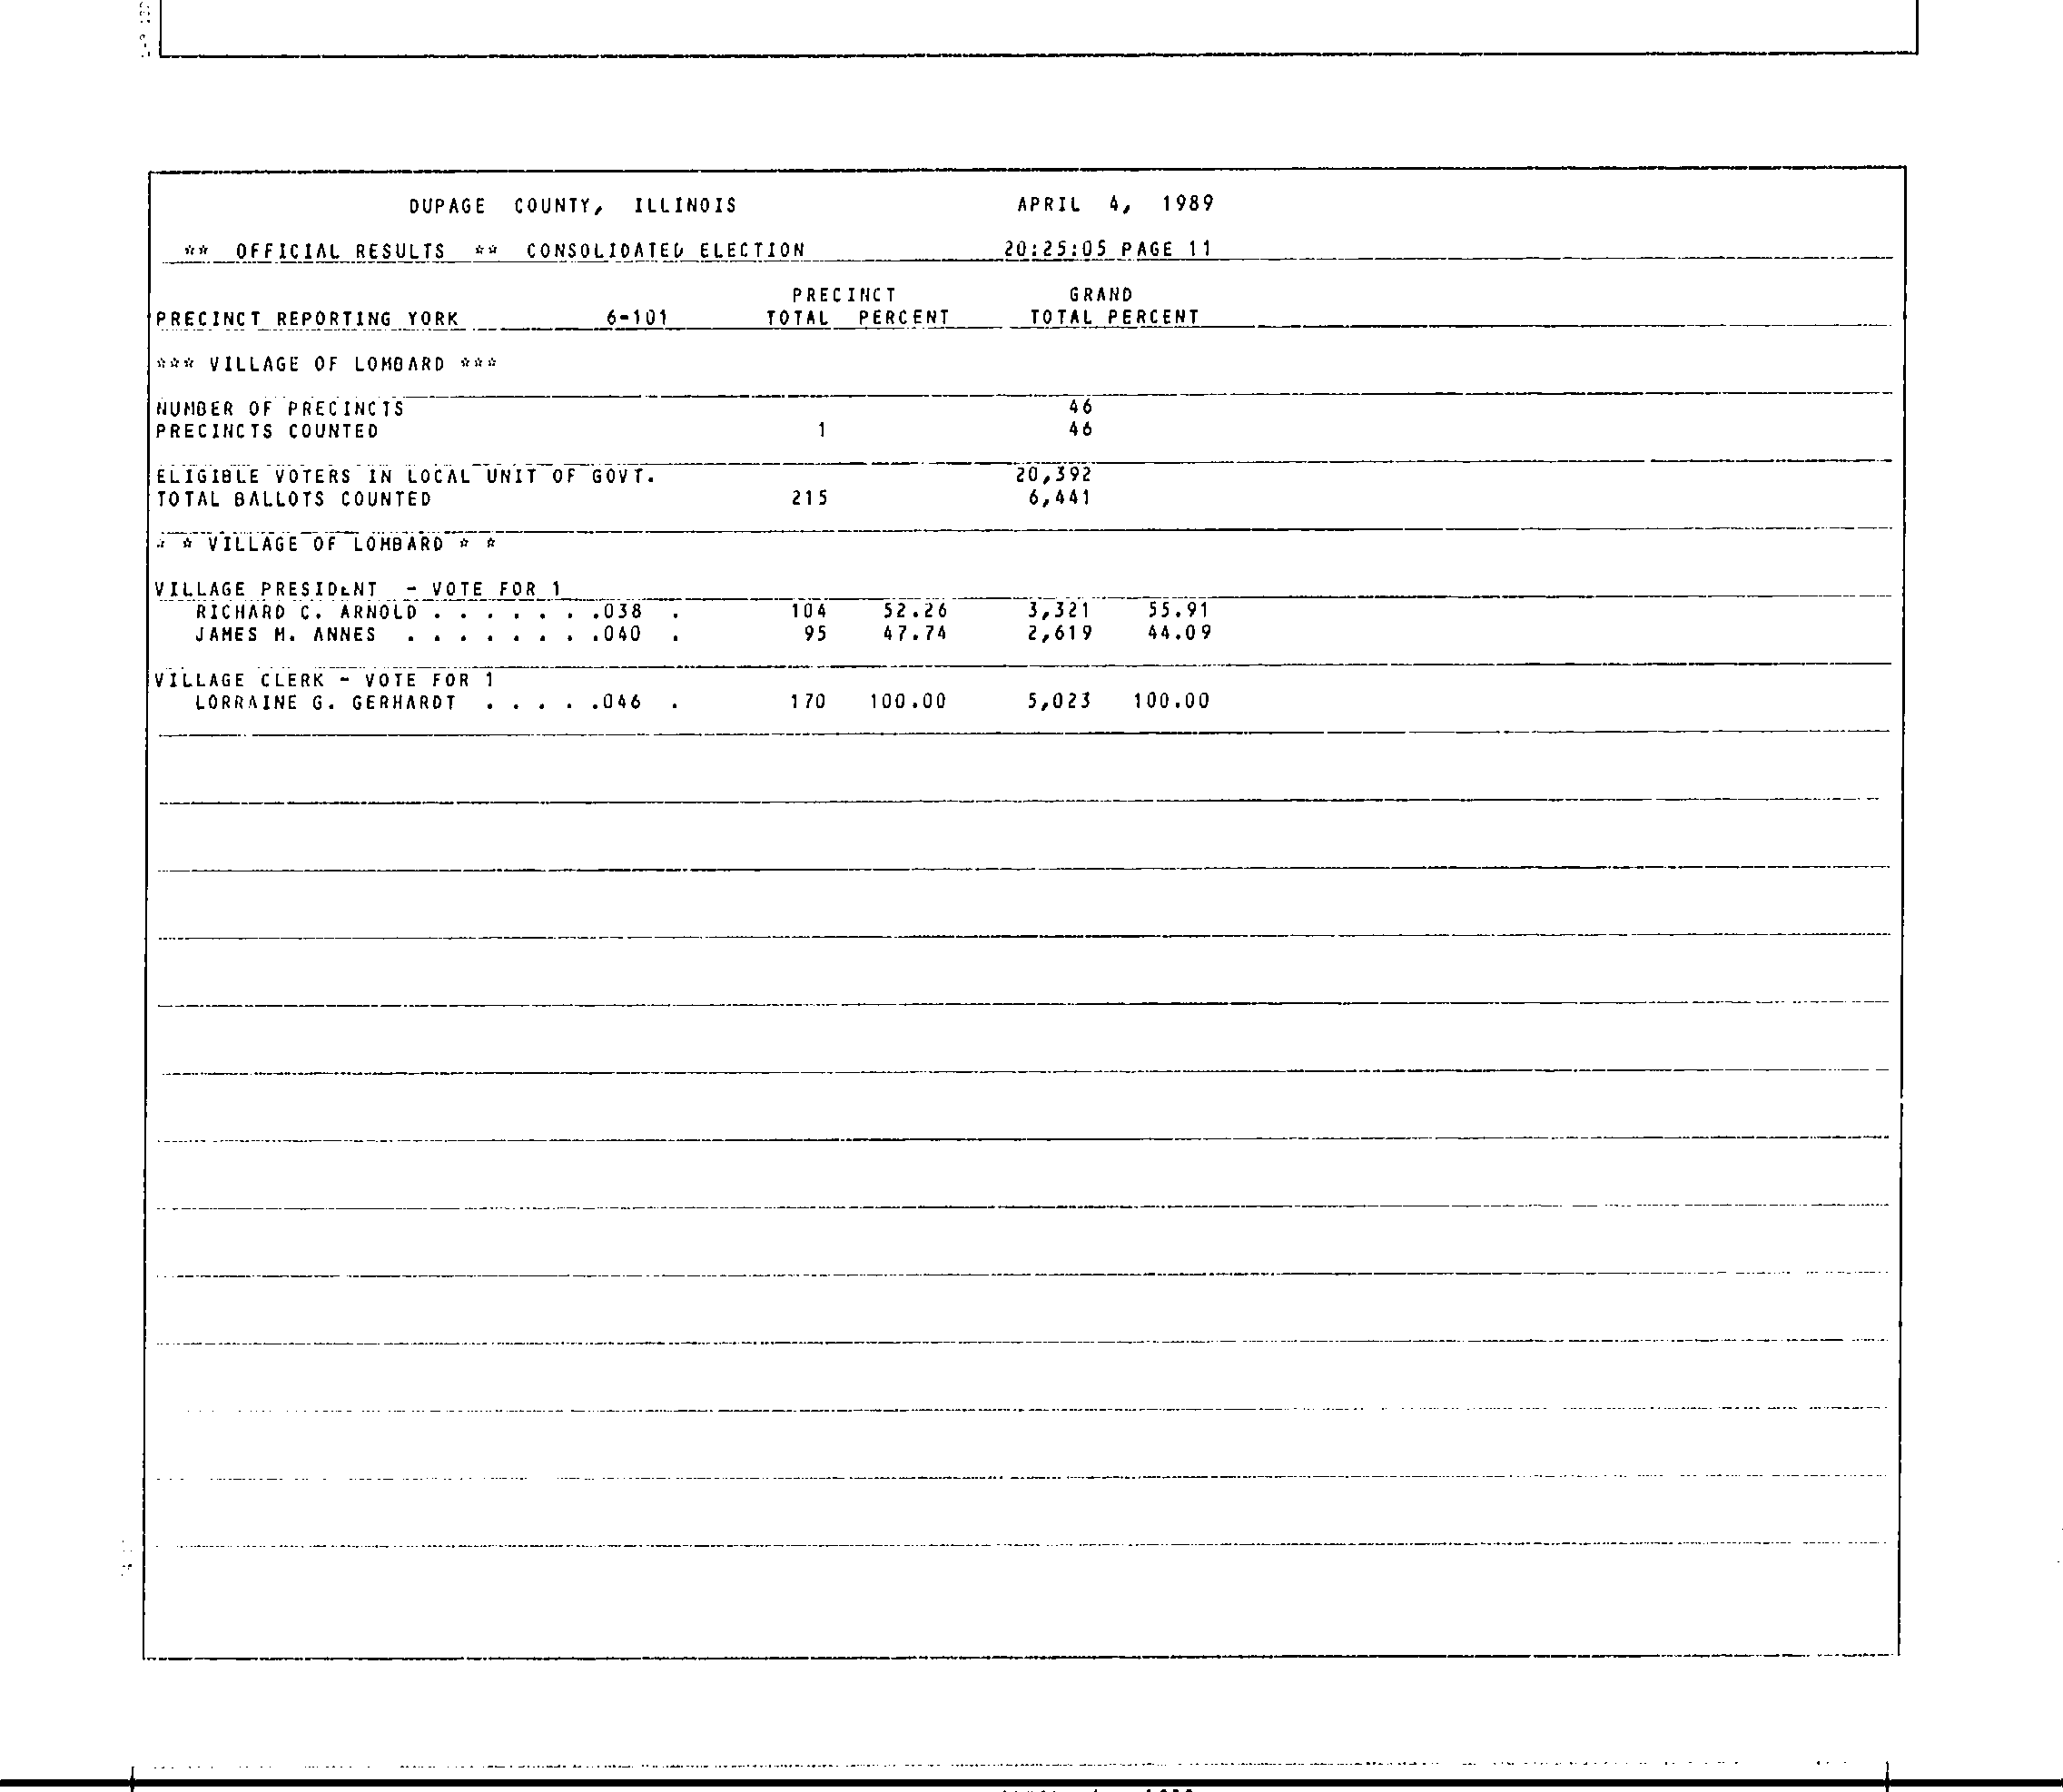 DUPAGE COUNTY, ILLINOIS APRIL 4, 1989
** OFFICIAL RESULTS ** CONSOLIDATED ELECTION 20:25:05 PAGE 11
PRECINCT GRAND
PRECINCT REPORTING YORK 6-101 TOTAL PERCENT TOTAL PERCENT
*** VILLAGE OF LOMBARD ***
NUMBER OF PRECINCTS 46
PRECINCTS COUNTED 1 46
ELIGIBLE VOTERS IN LOCAL UNIT OF GOVT. 20,392
TOTAL BALLOTS COUNTED 215 6,441
* * VILLAGE OF LOMBARD * *
VILLAGE PRESIDENT - VOTE FOR 1
RICHARD C. ARNOLD . . . . . . .038 . 104 52.26 3,321 55.91
JAMES M. ANNES . . . . . . . .040 . 95 47.74 2,619 44.09
VILLAGE CLERK - VOTE FOR 1
LORRAINE G. GERHARDT . . . . .046 . 170 100.00 5,023 100.00